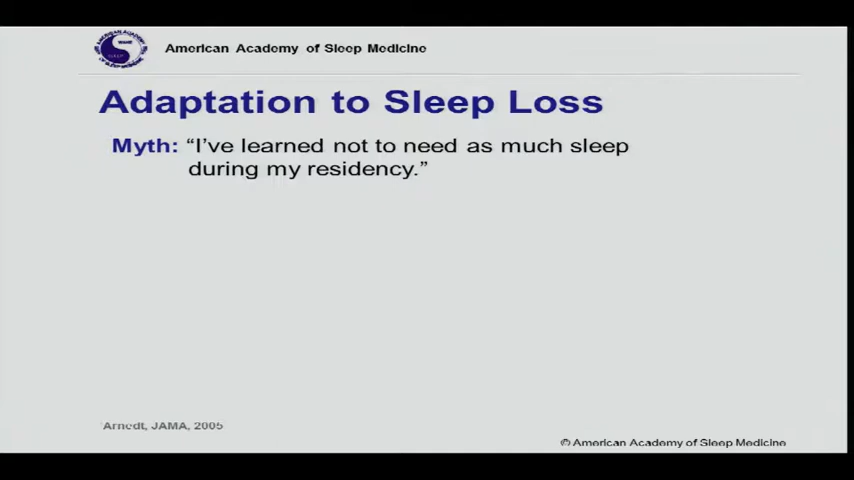 American Academy of Sleep Medicine
Adaptation to Sleep Loss
Myth: “I’ve learned not to need as much sleep
during my residency.”
Arnedt, JAMA, 2005
© American Academy of Sleep Medicine